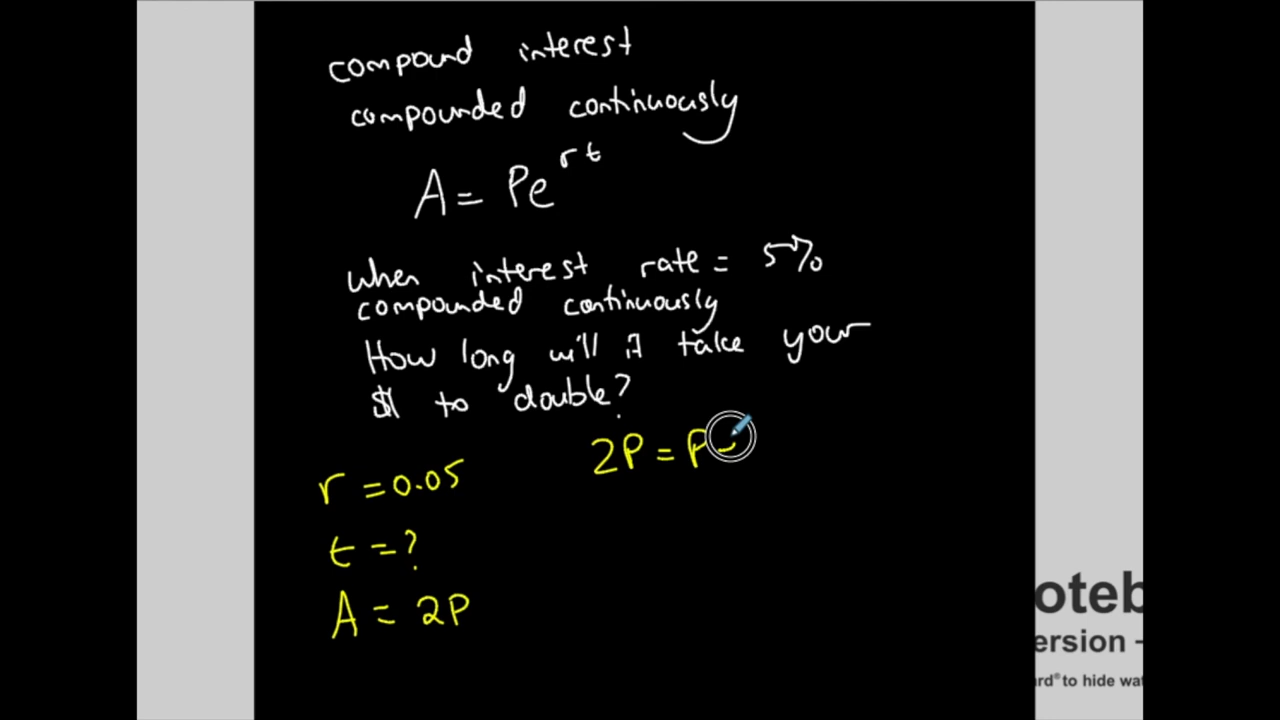 compound interest
compounded continuously
A = Pe^rt
when interest rate = 5%
compounded continuously
How long will it take your
$1 to double?
2P = P
r = 0.05
t = ?
A = 2P
oteb
ersion -
ard® to hide wat